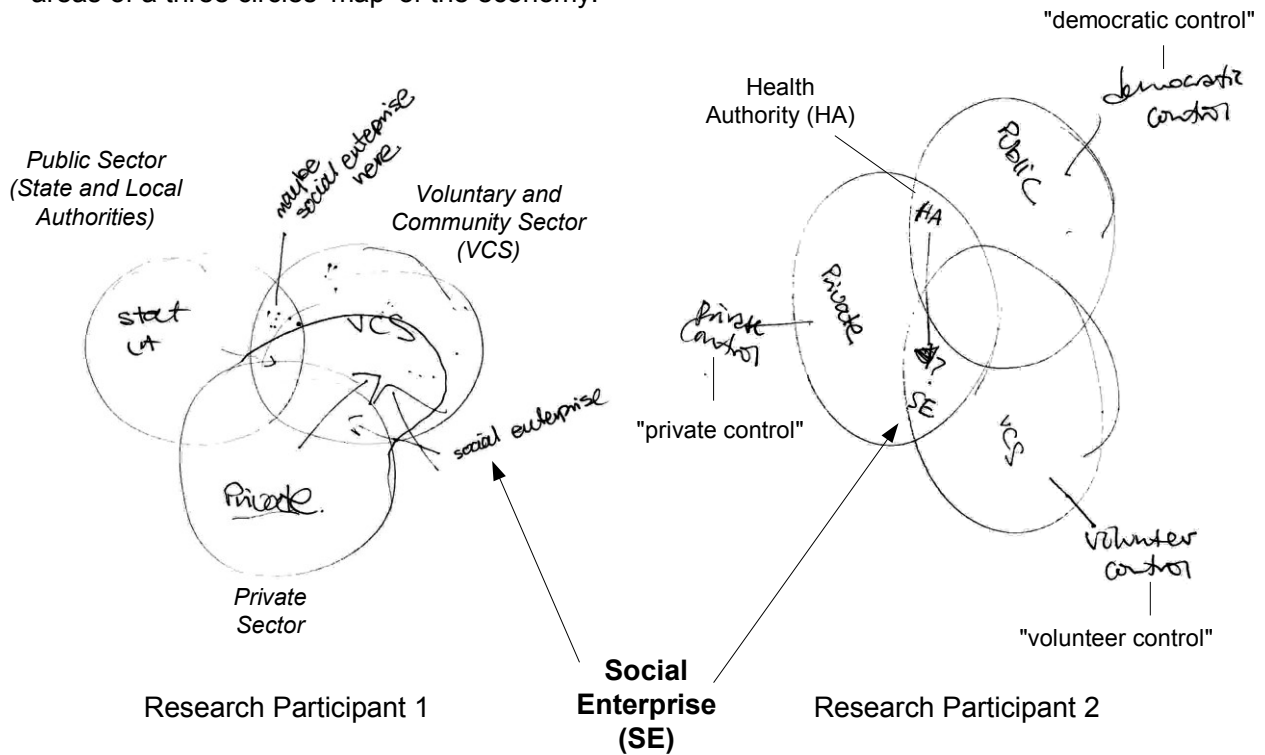 areas of a three circles 'map' of the economy.
"democratic control"
democratic
control
Health
Authority (HA)
Public
HA
Private
Private
Control
"private control"
?
SE
VCS
volunteer
control
"volunteer control"
Research Participant 2
Public Sector
(State and Local
Authorities)
maybe
social enterprise
here
Voluntary and
Community Sector
(VCS)
VCS
Private.
social enterprise
Private
Sector
Research Participant 1
Social
Enterprise
(SE)